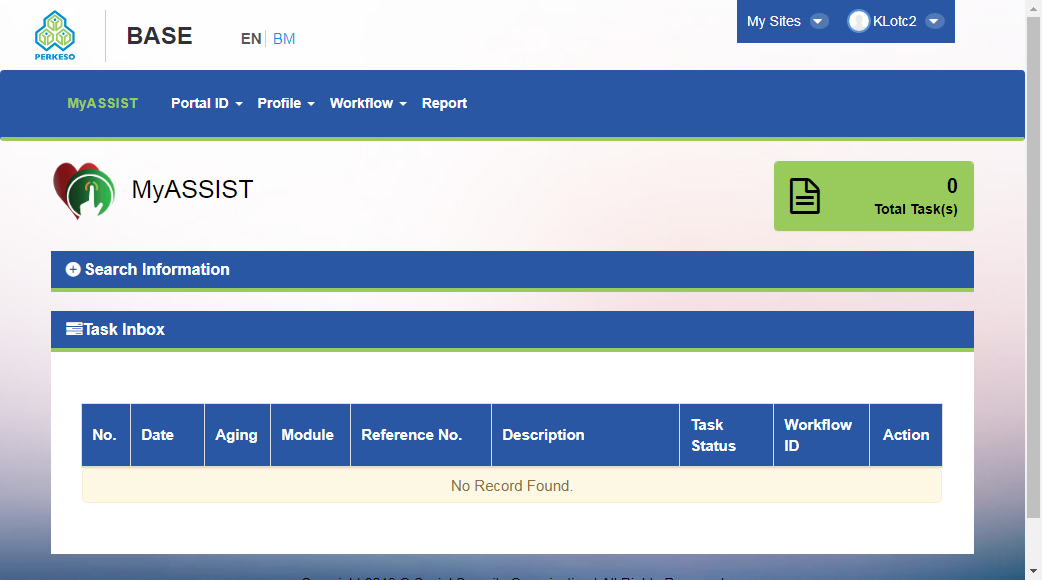 PERKESO
BASE
EN BM
My Sites KLotc2
MyASSIST Portal ID Profile Workflow Report
MyASSIST
0
Total Task(s)
Search Information
Task Inbox
No. Date Aging Module Reference No. Description Task Status Workflow ID Action
No Record Found.